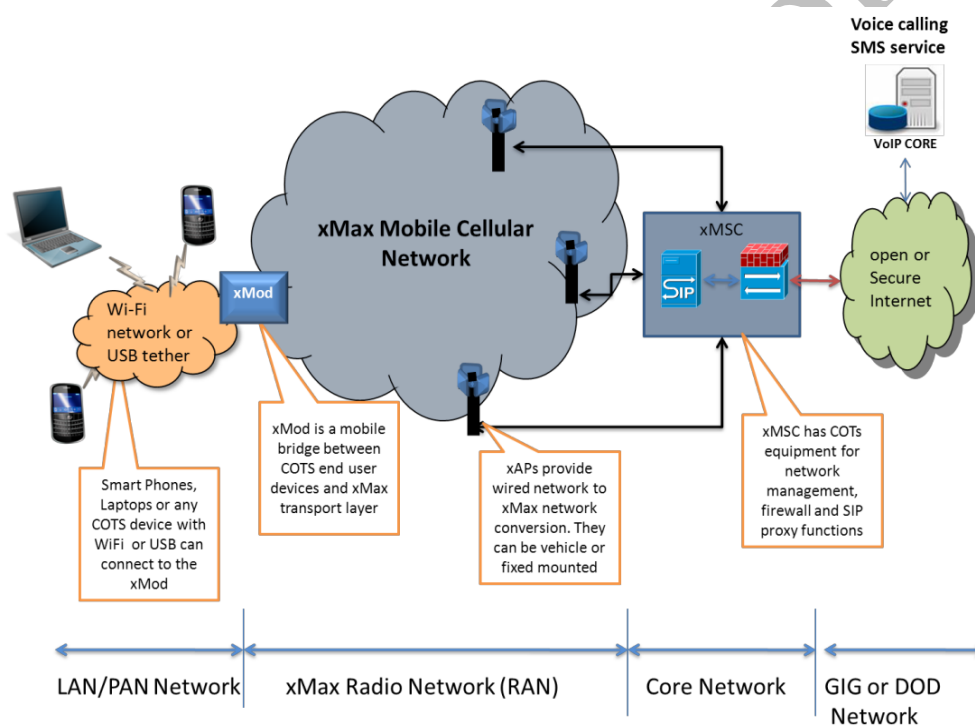 Voice calling
SMS service
VoIP CORE
xMax Mobile Cellular
Network
xMSC
SIP
open or
Secure
Internet
xMod
Wi-Fi
network or
USB tether
xMod is a mobile
bridge between
COTS end user
devices and xMax
transport layer
xAPs provide
wired network to
xMax network
conversion. They
can be vehicle or
fixed mounted
xMSC has COTs
equipment for
network
management,
firewall and SIP
proxy functions
Smart Phones,
Laptops or any
COTS device with
WiFi or USB can
connect to the
xMod
LAN/PAN Network
xMax Radio Network (RAN)
Core Network
GIG or DOD
Network